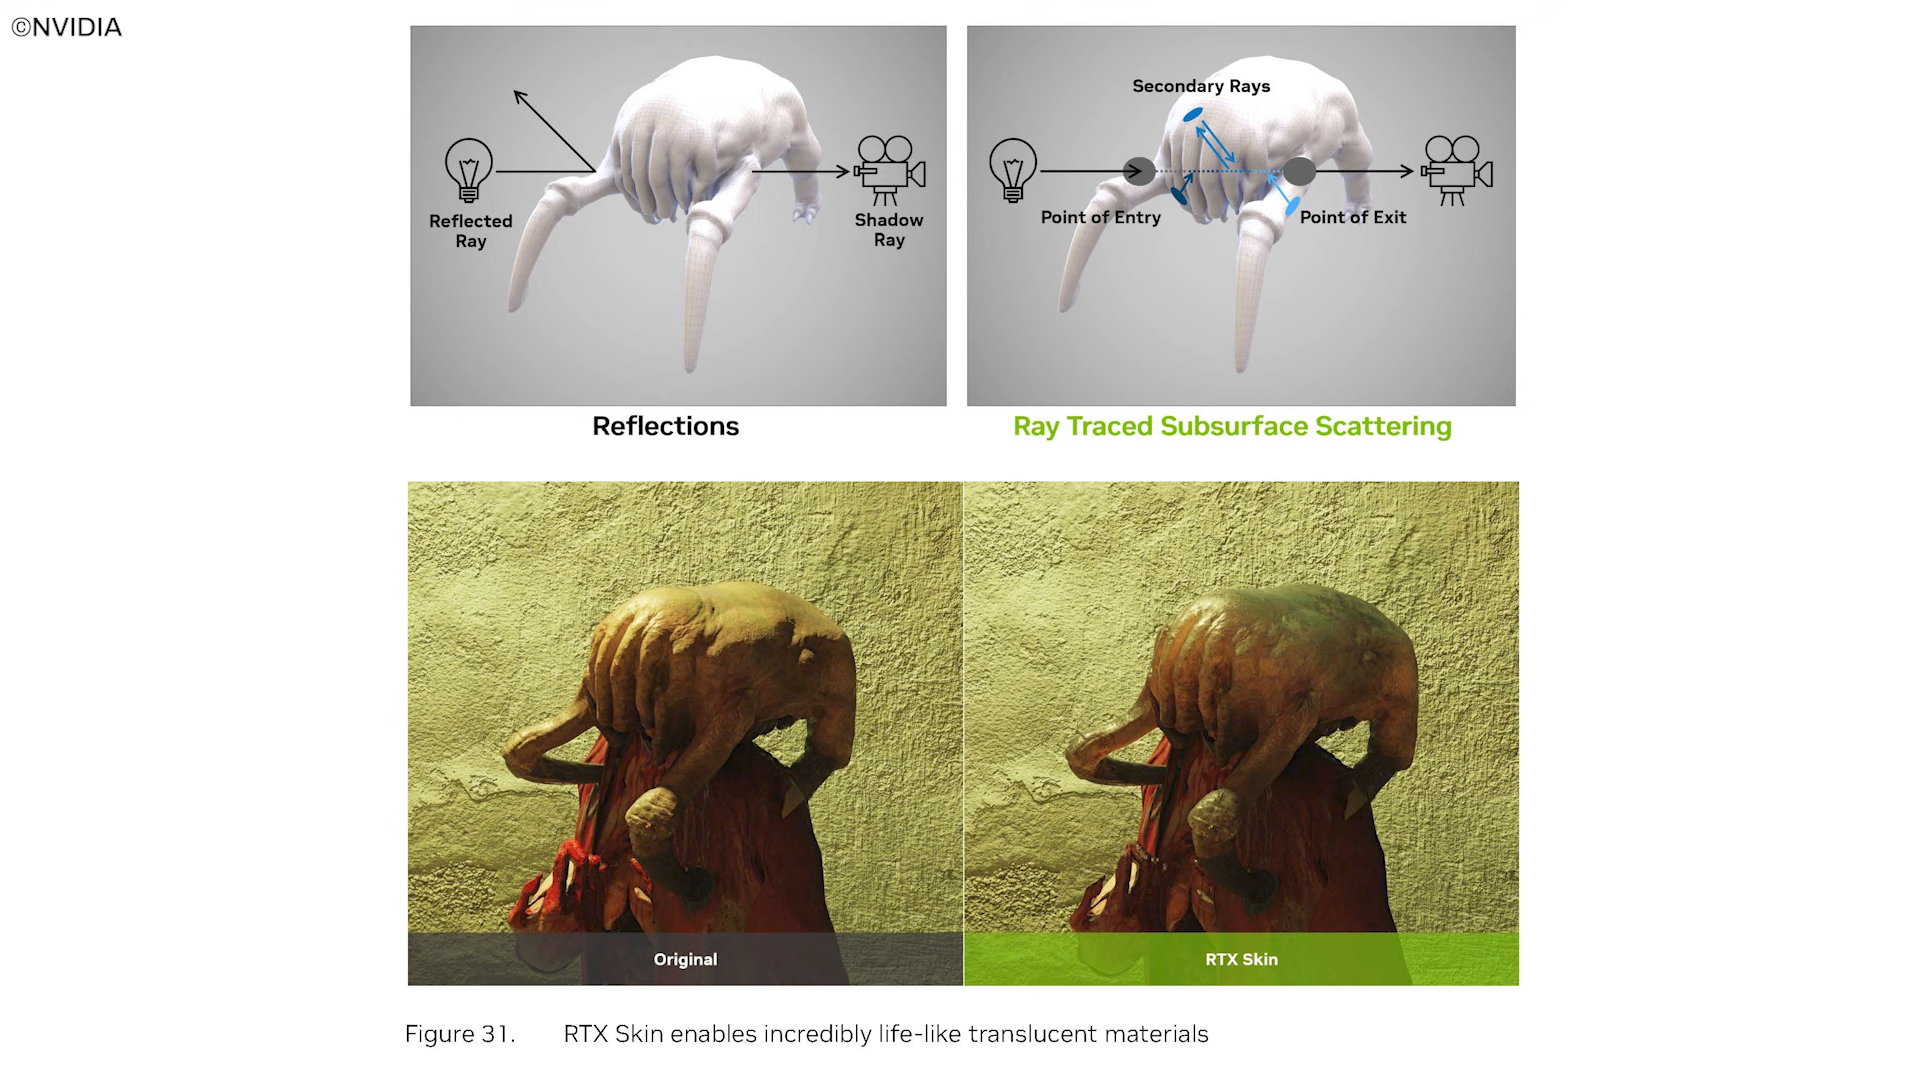 ©NVIDIA
Reflected
Ray
Shadow
Ray
Reflections
Secondary Rays
Point of Entry
Point of Exit
Ray Traced Subsurface Scattering
Original
RTX Skin
Figure 31. RTX Skin enables incredibly life-like translucent materials